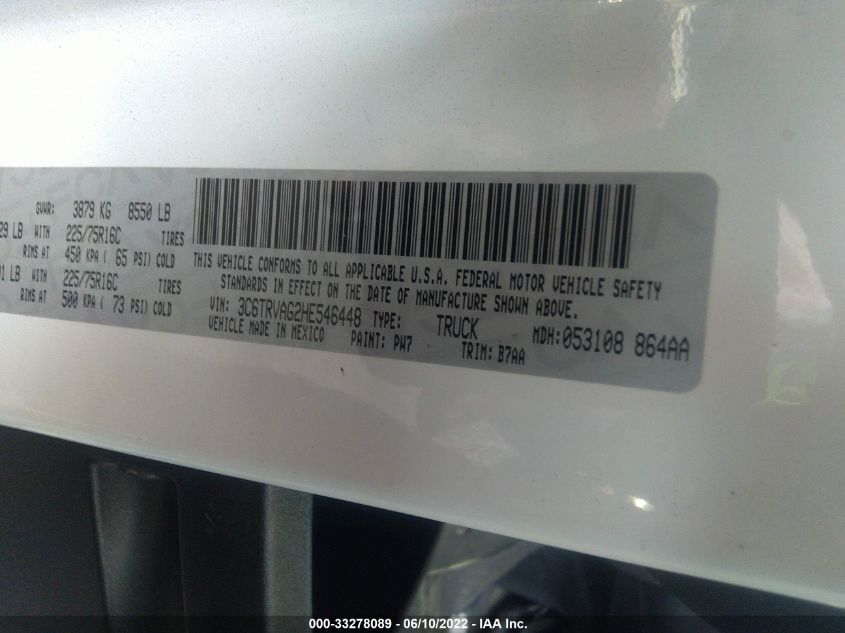 GVWR: 3879 KG 8550 LB
29 LB WITH 225/75R16C TIRES
RIMS AT 450 KPA ( 65 PSI) COLD
01 LB WITH 225/75R16C TIRES
RIMS AT 500 KPA ( 73 PSI) COLD
THIS VEHICLE CONFORMS TO ALL APPLICABLE U.S.A. FEDERAL MOTOR VEHICLE SAFETY
STANDARDS IN EFFECT ON THE DATE OF MANUFACTURE SHOWN ABOVE.
VIN: 3C6TRVAG2HE546448 TYPE: TRUCK MDH:053108 864AA
VEHICLE MADE IN MEXICO PAINT: PW7 TRIM: B7AA
000-33278089 - 06/10/2022 - IAA Inc.